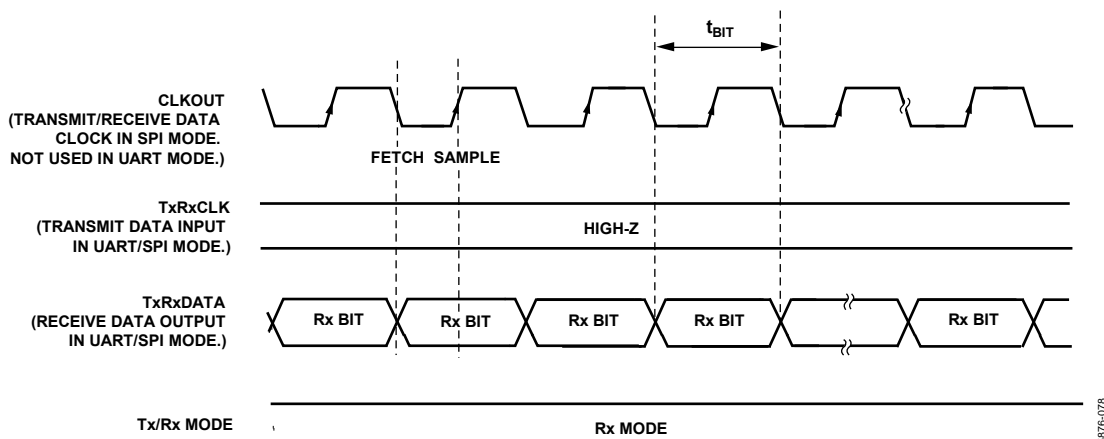 tBIT
CLKOUT
(TRANSMIT/RECEIVE DATA
CLOCK IN SPI MODE.
NOT USED IN UART MODE.)
FETCH SAMPLE
TxRxCLK
(TRANSMIT DATA INPUT
IN UART/SPI MODE.)
HIGH-Z
TxRxDATA
(RECEIVE DATA OUTPUT
IN UART/SPI MODE.)
Rx BIT Rx BIT Rx BIT Rx BIT Rx BIT
Tx/Rx MODE
Rx MODE
876-078